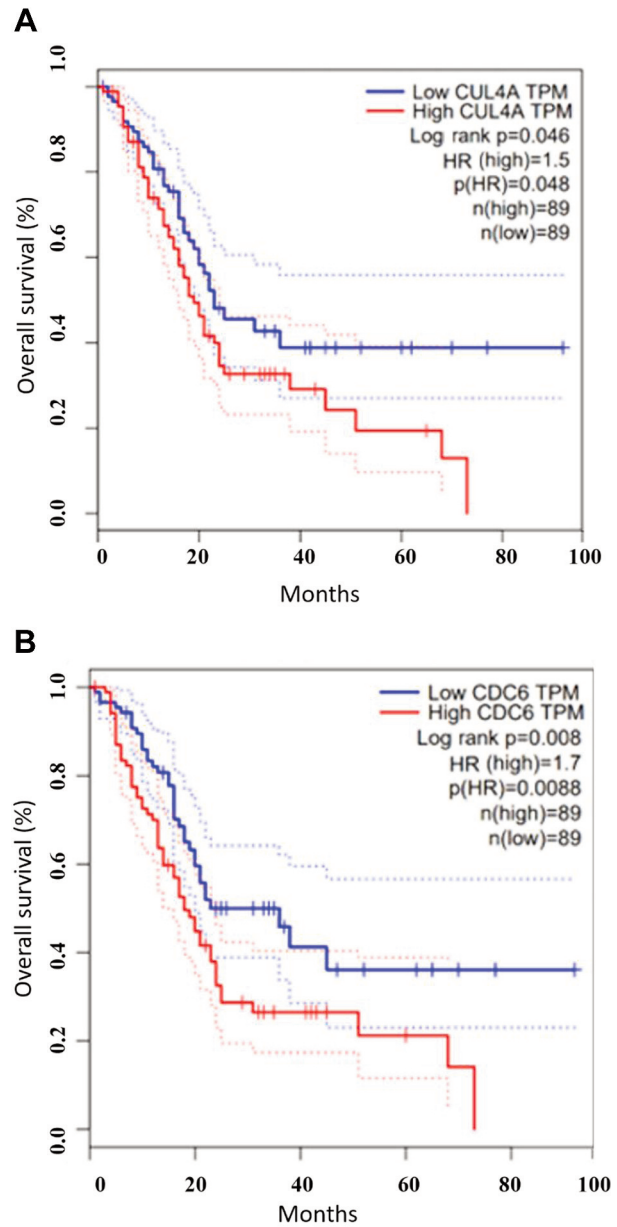 A
Overall survival (%)
1.0
0.8
0.6
0.4
0.2
0.0
Low CUL4A TPM
High CUL4A TPM
Log rank p=0.046
HR (high)=1.5
p(HR)=0.048
n(high)=89
n(low)=89
0 20 40 60 80 100
Months
B
Overall survival (%)
1.0
0.8
0.6
0.4
0.2
0.0
Low CDC6 TPM
High CDC6 TPM
Log rank p=0.008
HR (high)=1.7
p(HR)=0.0088
n(high)=89
n(low)=89
0 20 40 60 80 100
Months